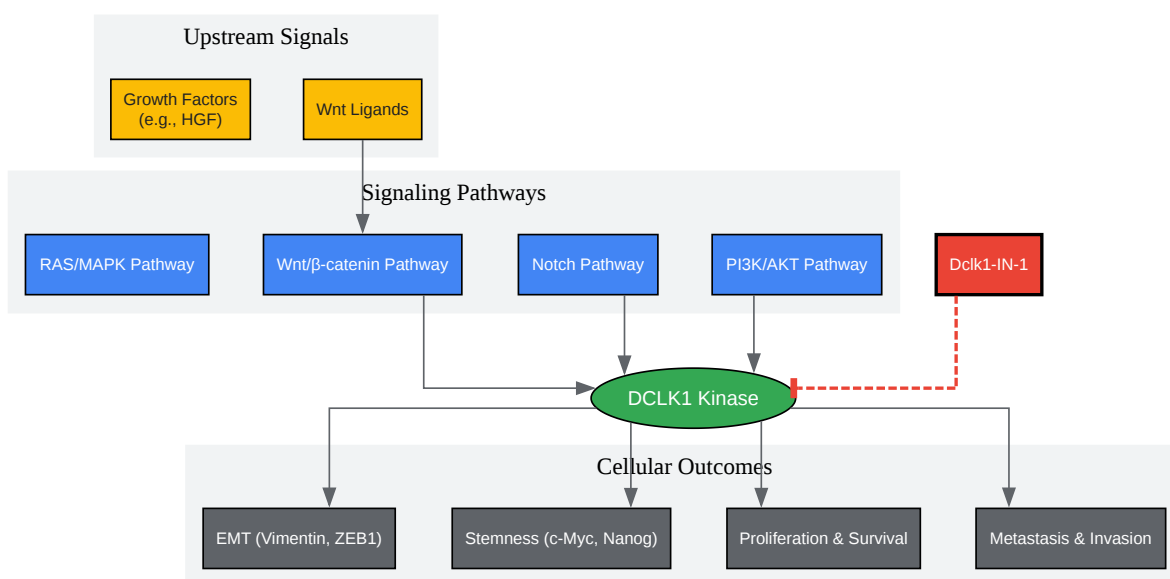 Upstream Signals
Growth Factors
(e.g., HGF)
Wnt Ligands
Signaling Pathways
RAS/MAPK Pathway
Wnt/β-catenin Pathway
Notch Pathway
PI3K/AKT Pathway
Dclk1-IN-1
DCLK1 Kinase
Cellular Outcomes
EMT (Vimentin, ZEB1)
Stemness (c-Myc, Nanog)
Proliferation & Survival
Metastasis & Invasion